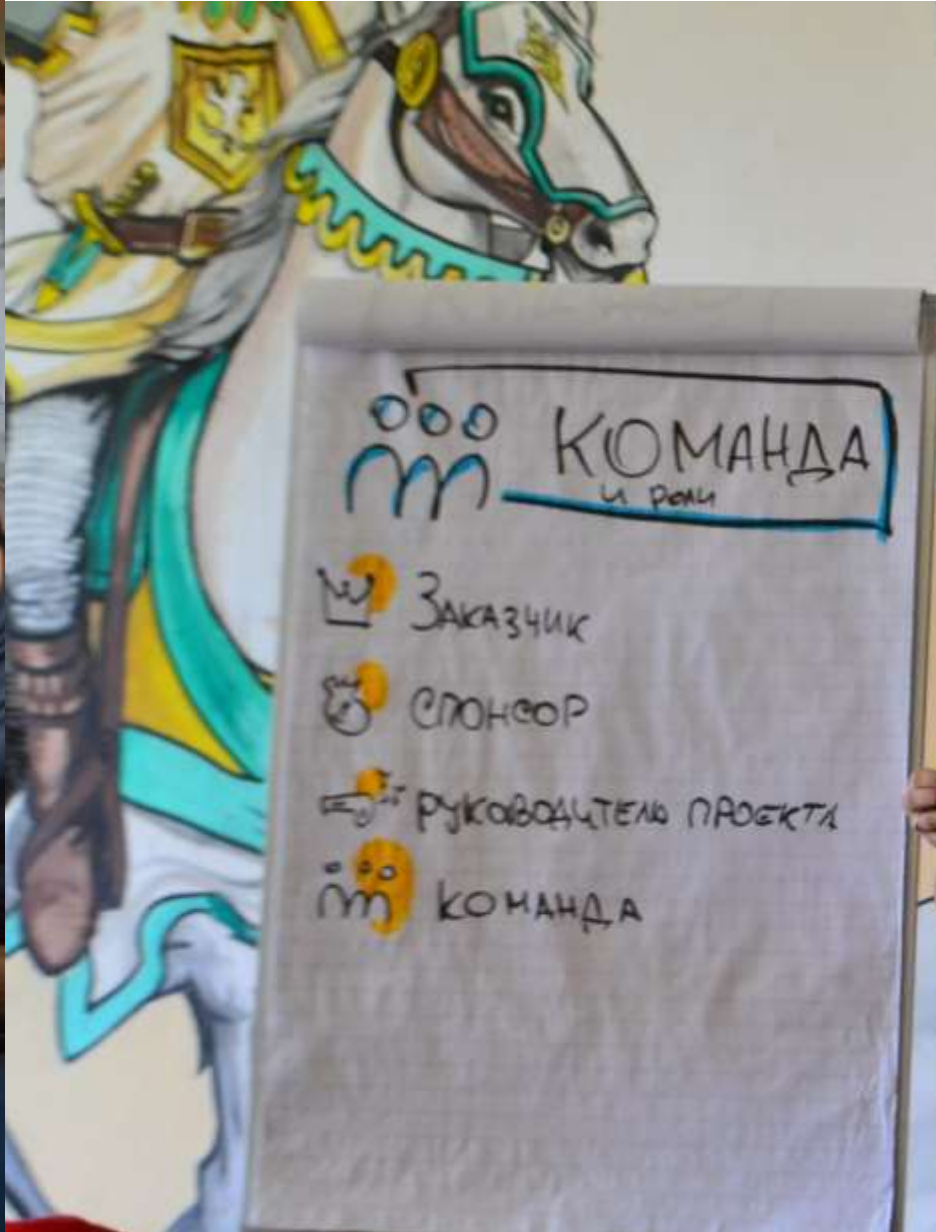 КОМАНДА
и роли
Заказчик
СПОНСОР
РУКОВОДИТЕЛЬ ПРОЕКТА
КОМАНДА